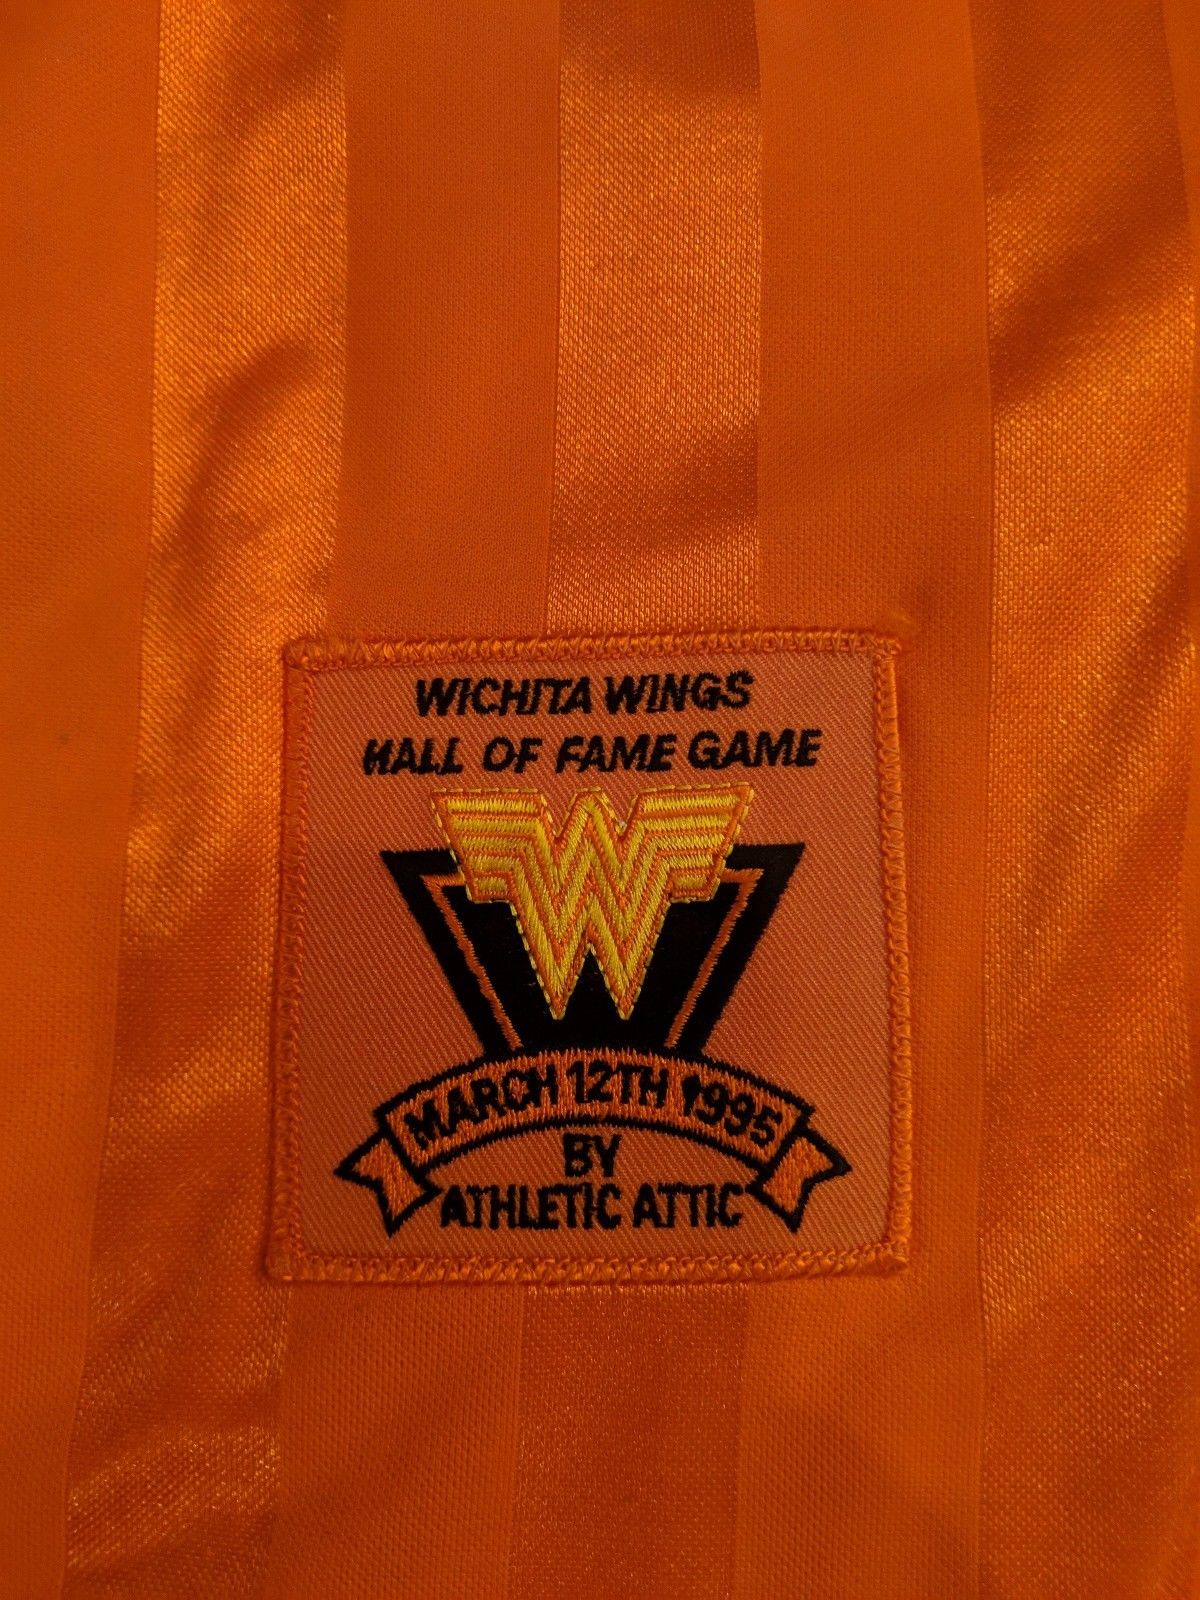 WICHITA WINGS
HALL OF FAME GAME
W
MARCH 12TH 1995
BY
ATHLETIC ATTIC